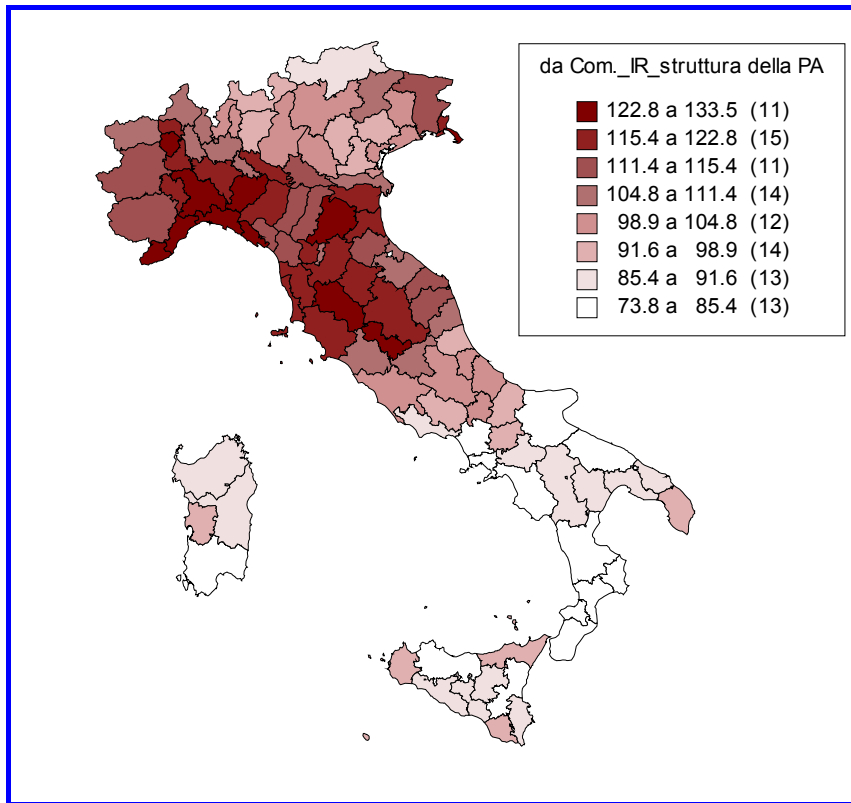 da Com._IR_struttura della PA
122.8 a 133.5 (11)
115.4 a 122.8 (15)
111.4 a 115.4 (11)
104.8 a 111.4 (14)
98.9 a 104.8 (12)
91.6 a 98.9 (14)
85.4 a 91.6 (13)
73.8 a 85.4 (13)